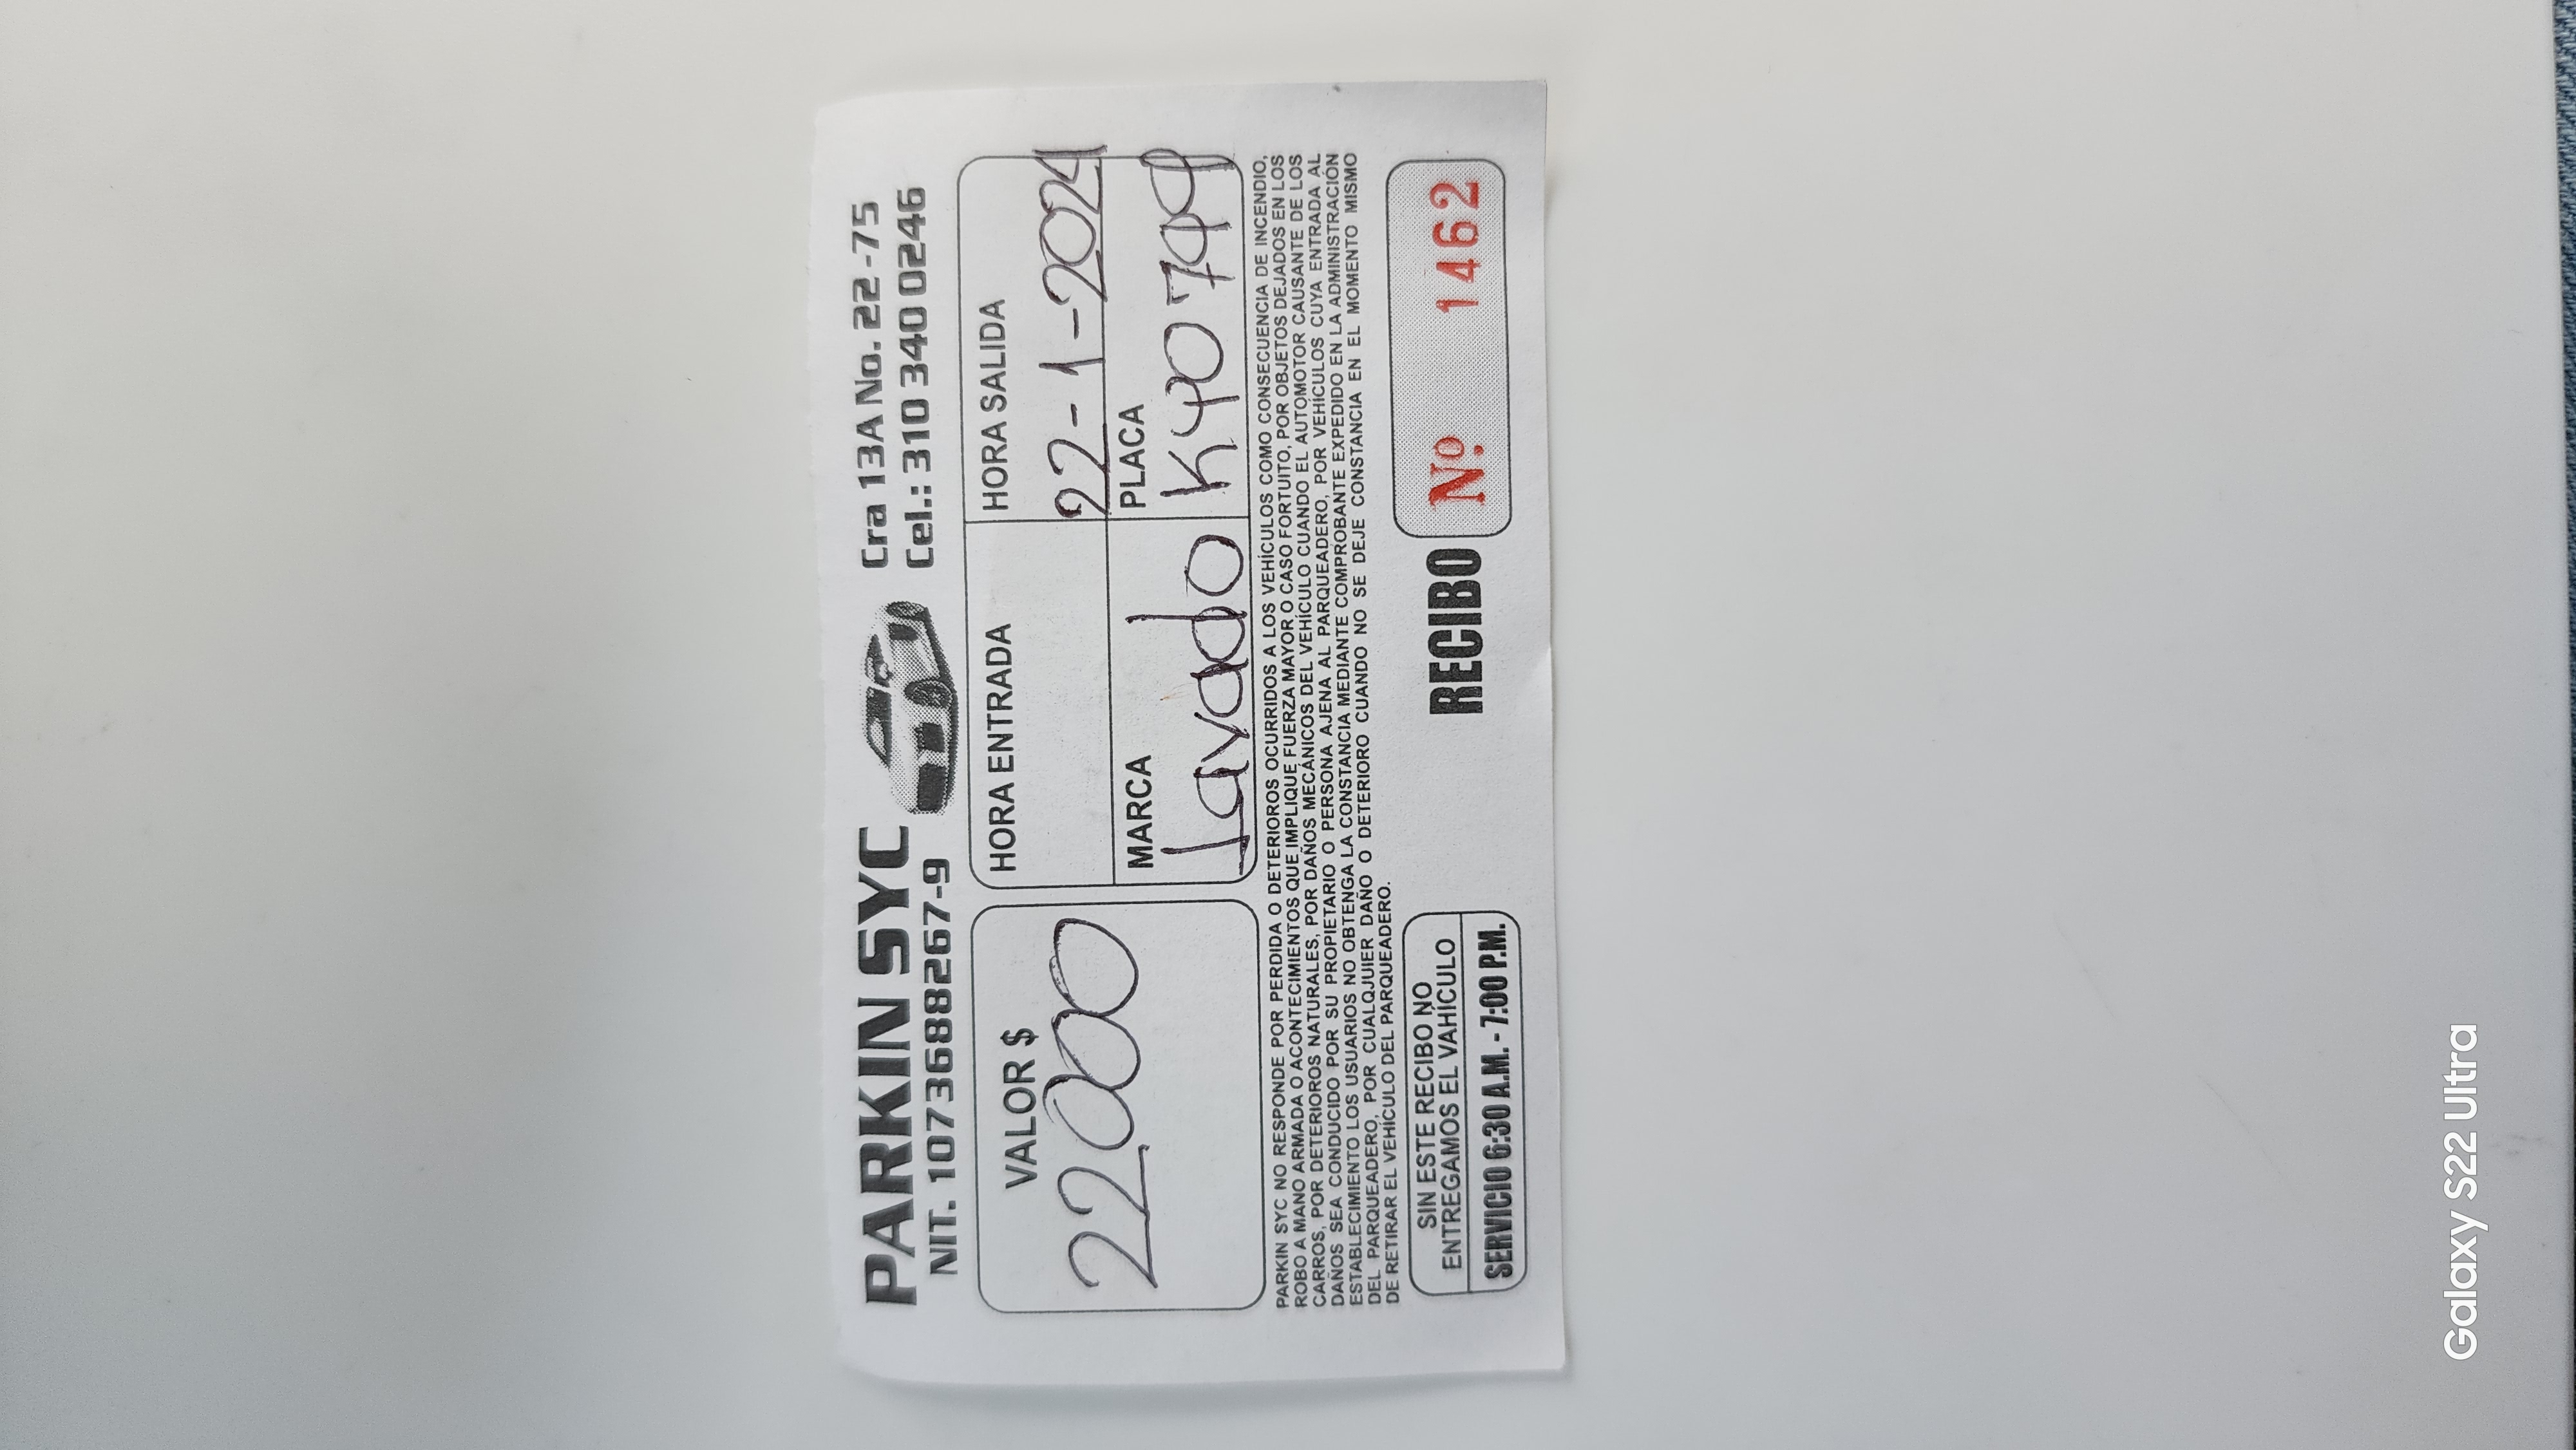 PARKIN SYC
NIT. 1073688267-9
Cra 13A No. 22-75
Cel.: 310 340 0246
VALOR $
22000
HORA ENTRADA
HORA SALIDA
22-1-2024
MARCA
Lavado
PLACA
PARKIN SYC NO RESPONDE POR PERDIDA O DETERIOROS OCURRIDOS A LOS VEHÍCULOS COMO CONSECUENCIA DE INCENDIO,
ROBO A MANO ARMADA O ACONTECIMIENTOS QUE IMPLIQUE FUERZA MAYOR O CASO FORTUITO, POR OBJETOS DEJADOS EN LOS
CARROS, POR DETERIOROS NATURALES, POR DAÑOS MECÁNICOS DEL VEHÍCULO CUANDO EL AUTOMOTOR CAUSANTE DE LOS
DAÑOS SEA CONDUCIDO POR SU PROPIETARIO O PERSONA AJENA AL PARQUEADERO, POR VEHÍCULOS CUYA ENTRADA AL
ESTABLECIMIENTO LOS USUARIOS NO OBTENGA LA CONSTANCIA MEDIANTE COMPROBANTE EXPEDIDO EN LA ADMINISTRACIÓN
DEL PARQUEADERO, POR CUALQUIER DAÑO O DETERIORO CUANDO NO SE DEJE CONSTANCIA EN EL MOMENTO MISMO
DE RETIRAR EL VEHÍCULO DEL PARQUEADERO.
SIN ESTE RECIBO NO
ENTREGAMOS EL VAHICULO
SERVICIO 6:30 A.M. - 7:00 P.M.
RECIBO
Nº. 1462
Galaxy S22 Ultra